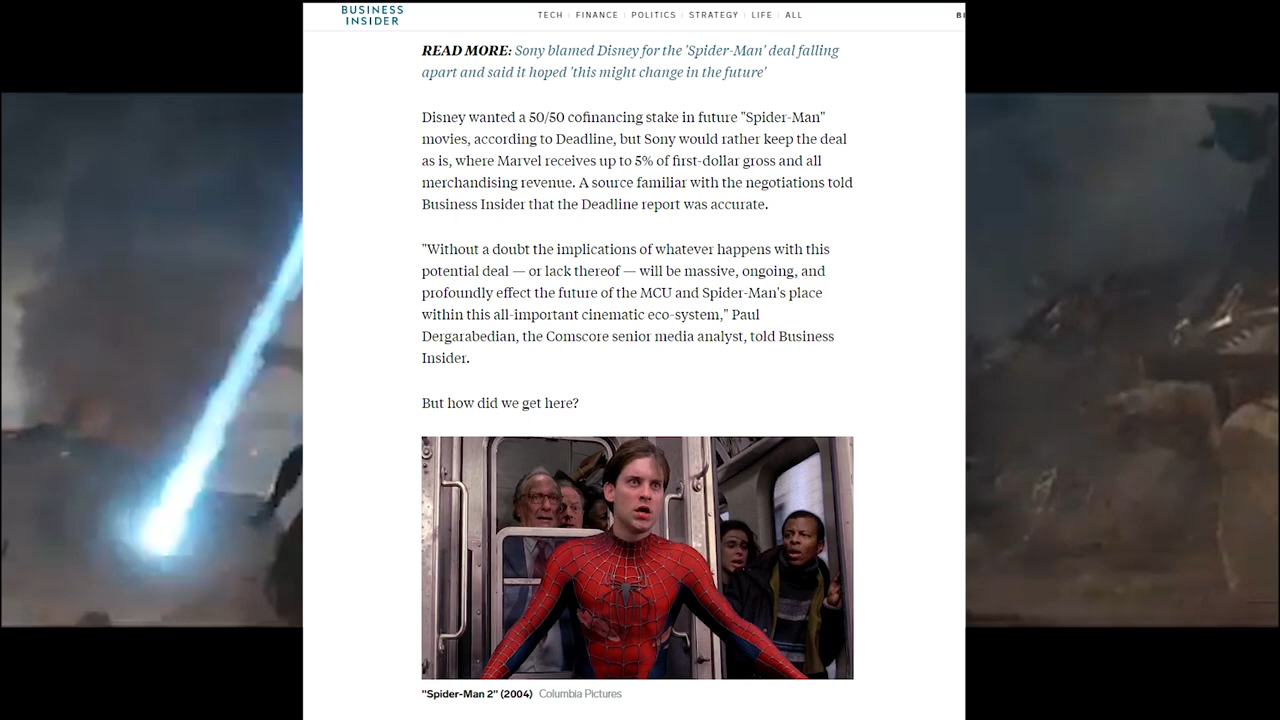 BUSINESS
INSIDER
TECH | FINANCE | POLITICS | STRATEGY | LIFE | ALL
READ MORE: Sony blamed Disney for the 'Spider-Man' deal falling
apart and said it hoped 'this might change in the future'
Disney wanted a 50/50 cofinancing stake in future "Spider-Man"
movies, according to Deadline, but Sony would rather keep the deal
as is, where Marvel receives up to 5% of first-dollar gross and all
merchandising revenue. A source familiar with the negotiations told
Business Insider that the Deadline report was accurate.
"Without a doubt the implications of whatever happens with this
potential deal — or lack thereof — will be massive, ongoing, and
profoundly effect the future of the MCU and Spider-Man's place
within this all-important cinematic eco-system," Paul
Dergarabedian, the Comscore senior media analyst, told Business
Insider.
But how did we get here?
"Spider-Man 2" (2004) Columbia Pictures